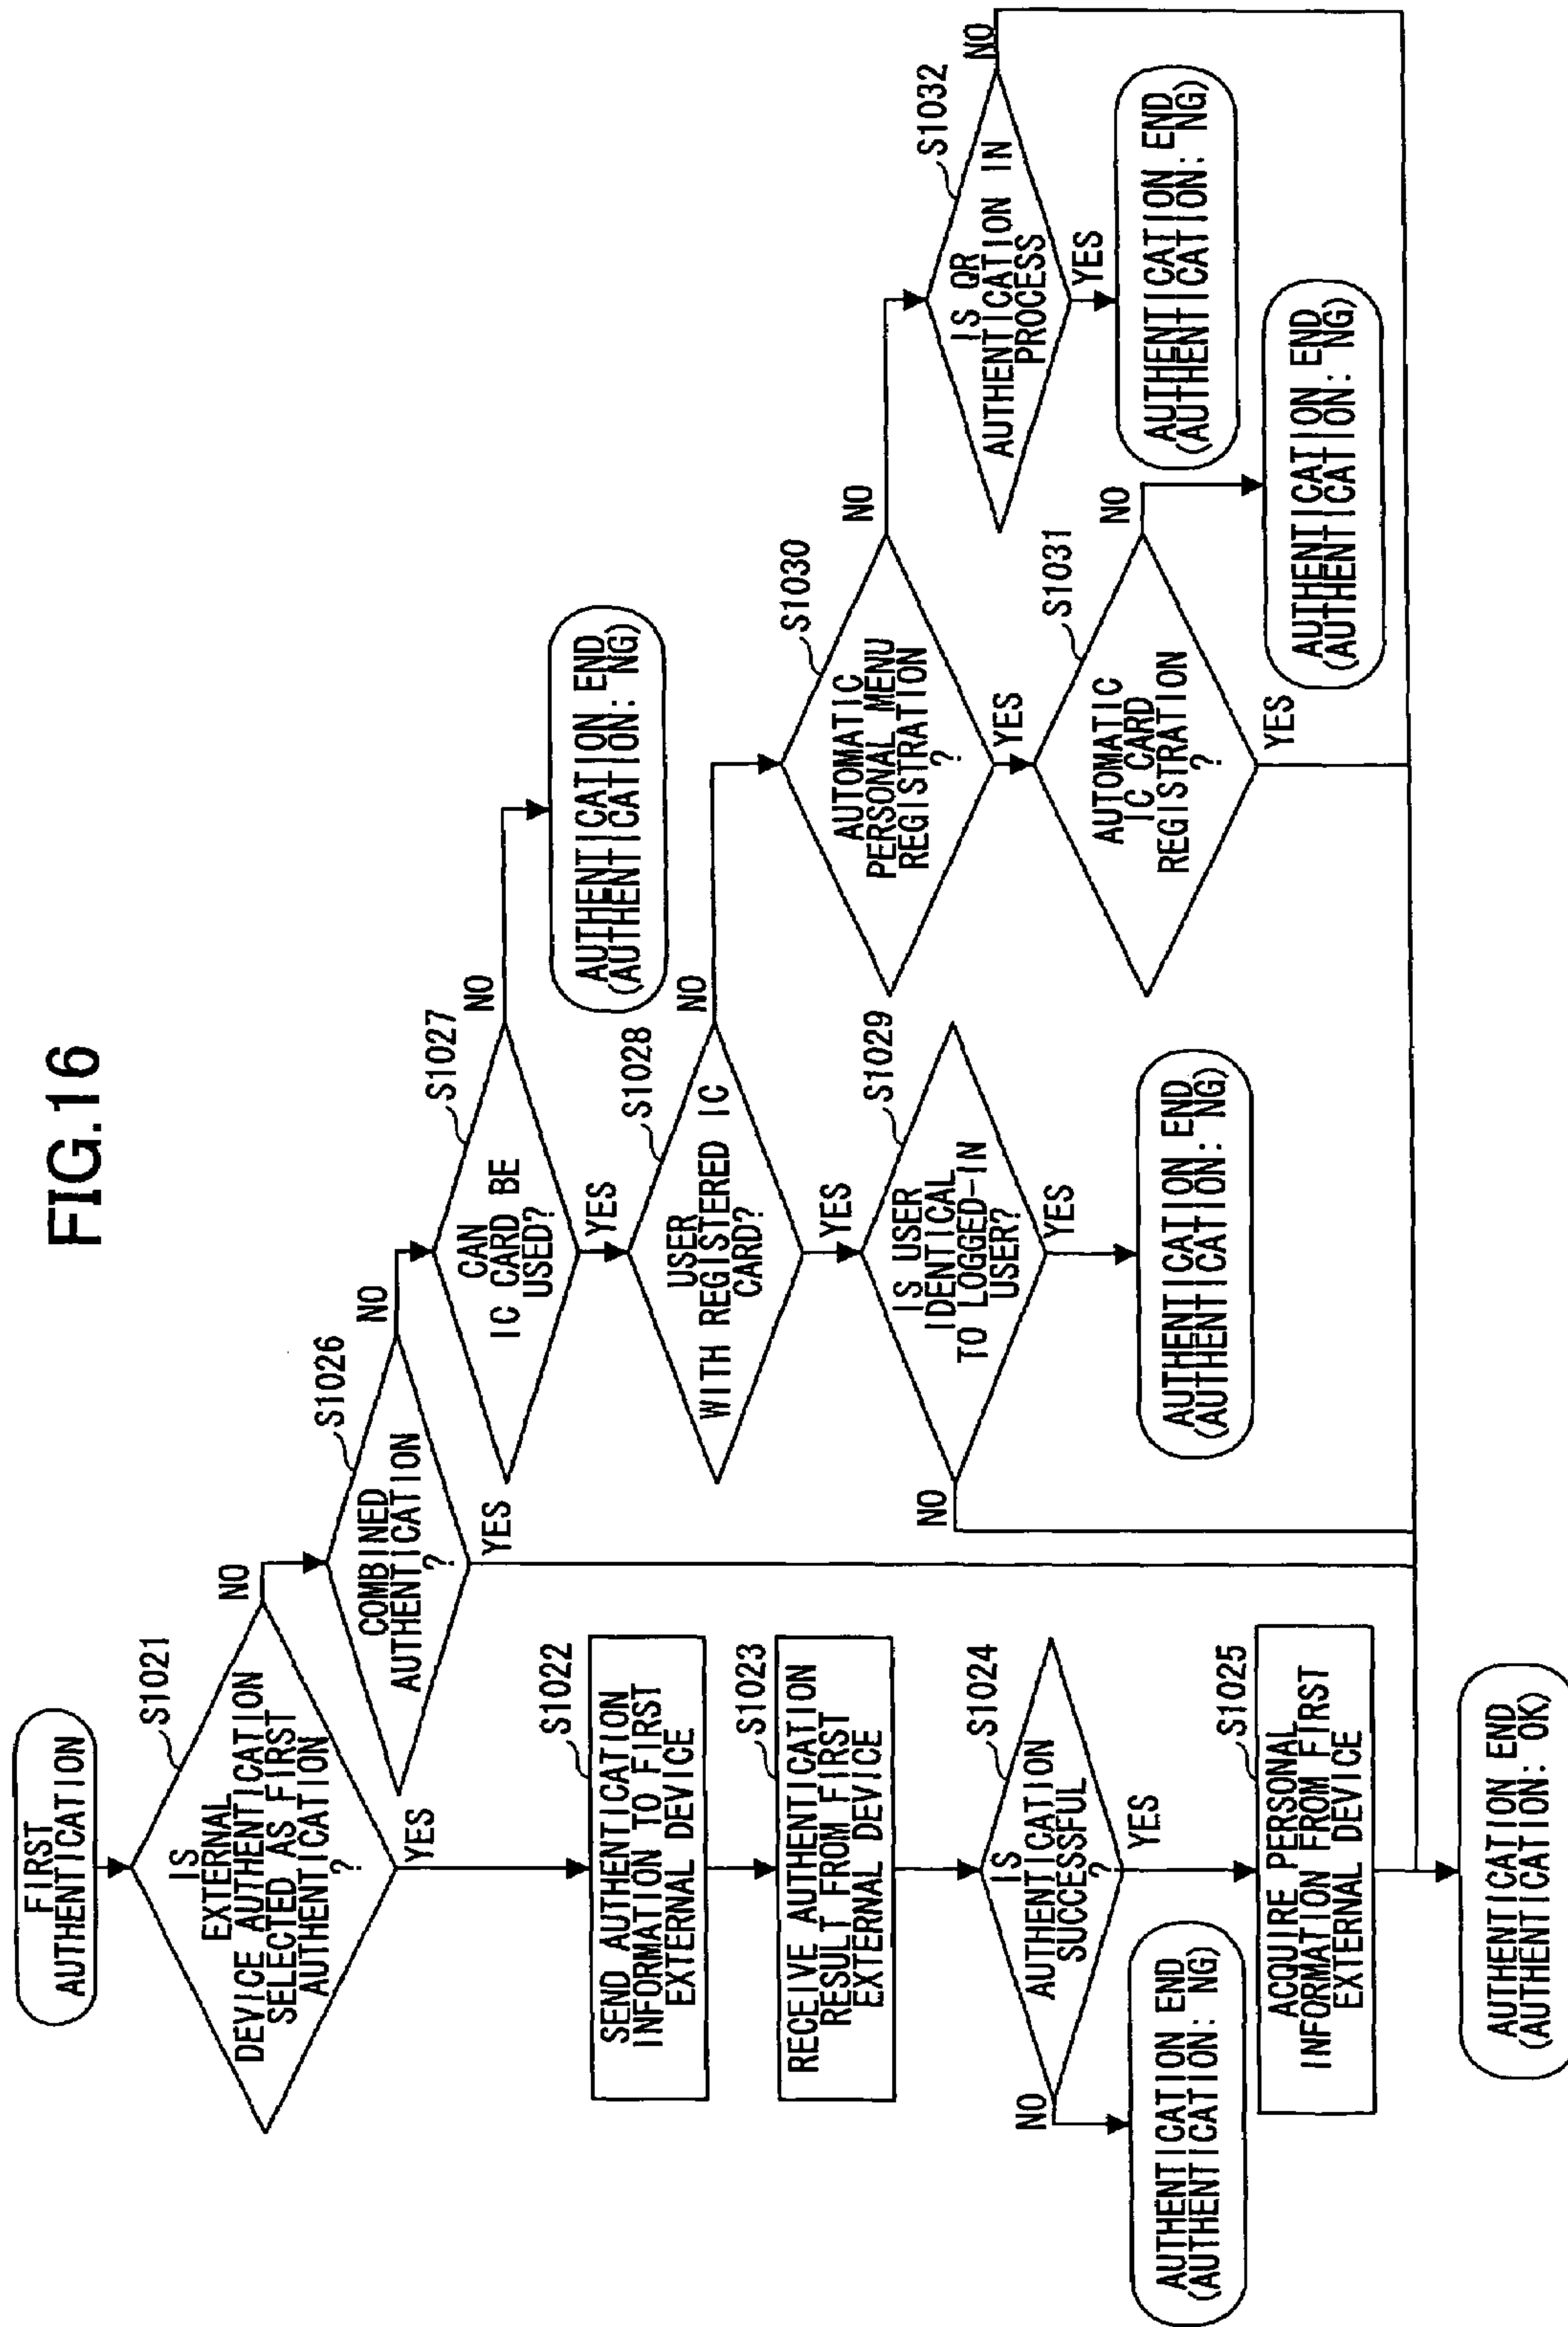 FIG.16
FIRST
AUTHENTICATION
S1021
IS
EXTERNAL
DEVICE AUTHENTICATION
SELECTED AS FIRST
AUTHENTICATION
?
NO
YES
S1022
SEND AUTHENTICATION
INFORMATION TO FIRST
EXTERNAL DEVICE
S1023
RECEIVE AUTHENTICATION
RESULT FROM FIRST
EXTERNAL DEVICE
S1024
IS
AUTHENTICATION
SUCCESSFUL
?
NO
YES
AUTHENTICATION END
(AUTHENTICATION: NG)
S1025
ACQUIRE PERSONAL
INFORMATION FROM FIRST
EXTERNAL DEVICE
AUTHENTICATION END
(AUTHENTICATION: OK)
S1026
COMBINED
AUTHENTICATION
?
NO
YES
S1027
CAN
IC CARD BE
USED?
NO
YES
AUTHENTICATION END
(AUTHENTICATION: NG)
S1028
USER
WITH REGISTERED IC
CARD?
NO
YES
S1029
IS USER
IDENTICAL
TO LOGGED-IN
USER?
NO
YES
AUTHENTICATION END
(AUTHENTICATION: NG)
S1030
AUTOMATIC
PERSONAL MENU
REGISTRATION
?
NO
YES
S1031
AUTOMATIC
IC CARD
REGISTRATION
?
NO
YES
AUTHENTICATION END
(AUTHENTICATION: NG)
S1032
IS QR
AUTHENTICATION IN
PROCESS
NO
YES
AUTHENTICATION END
(AUTHENTICATION: NG)